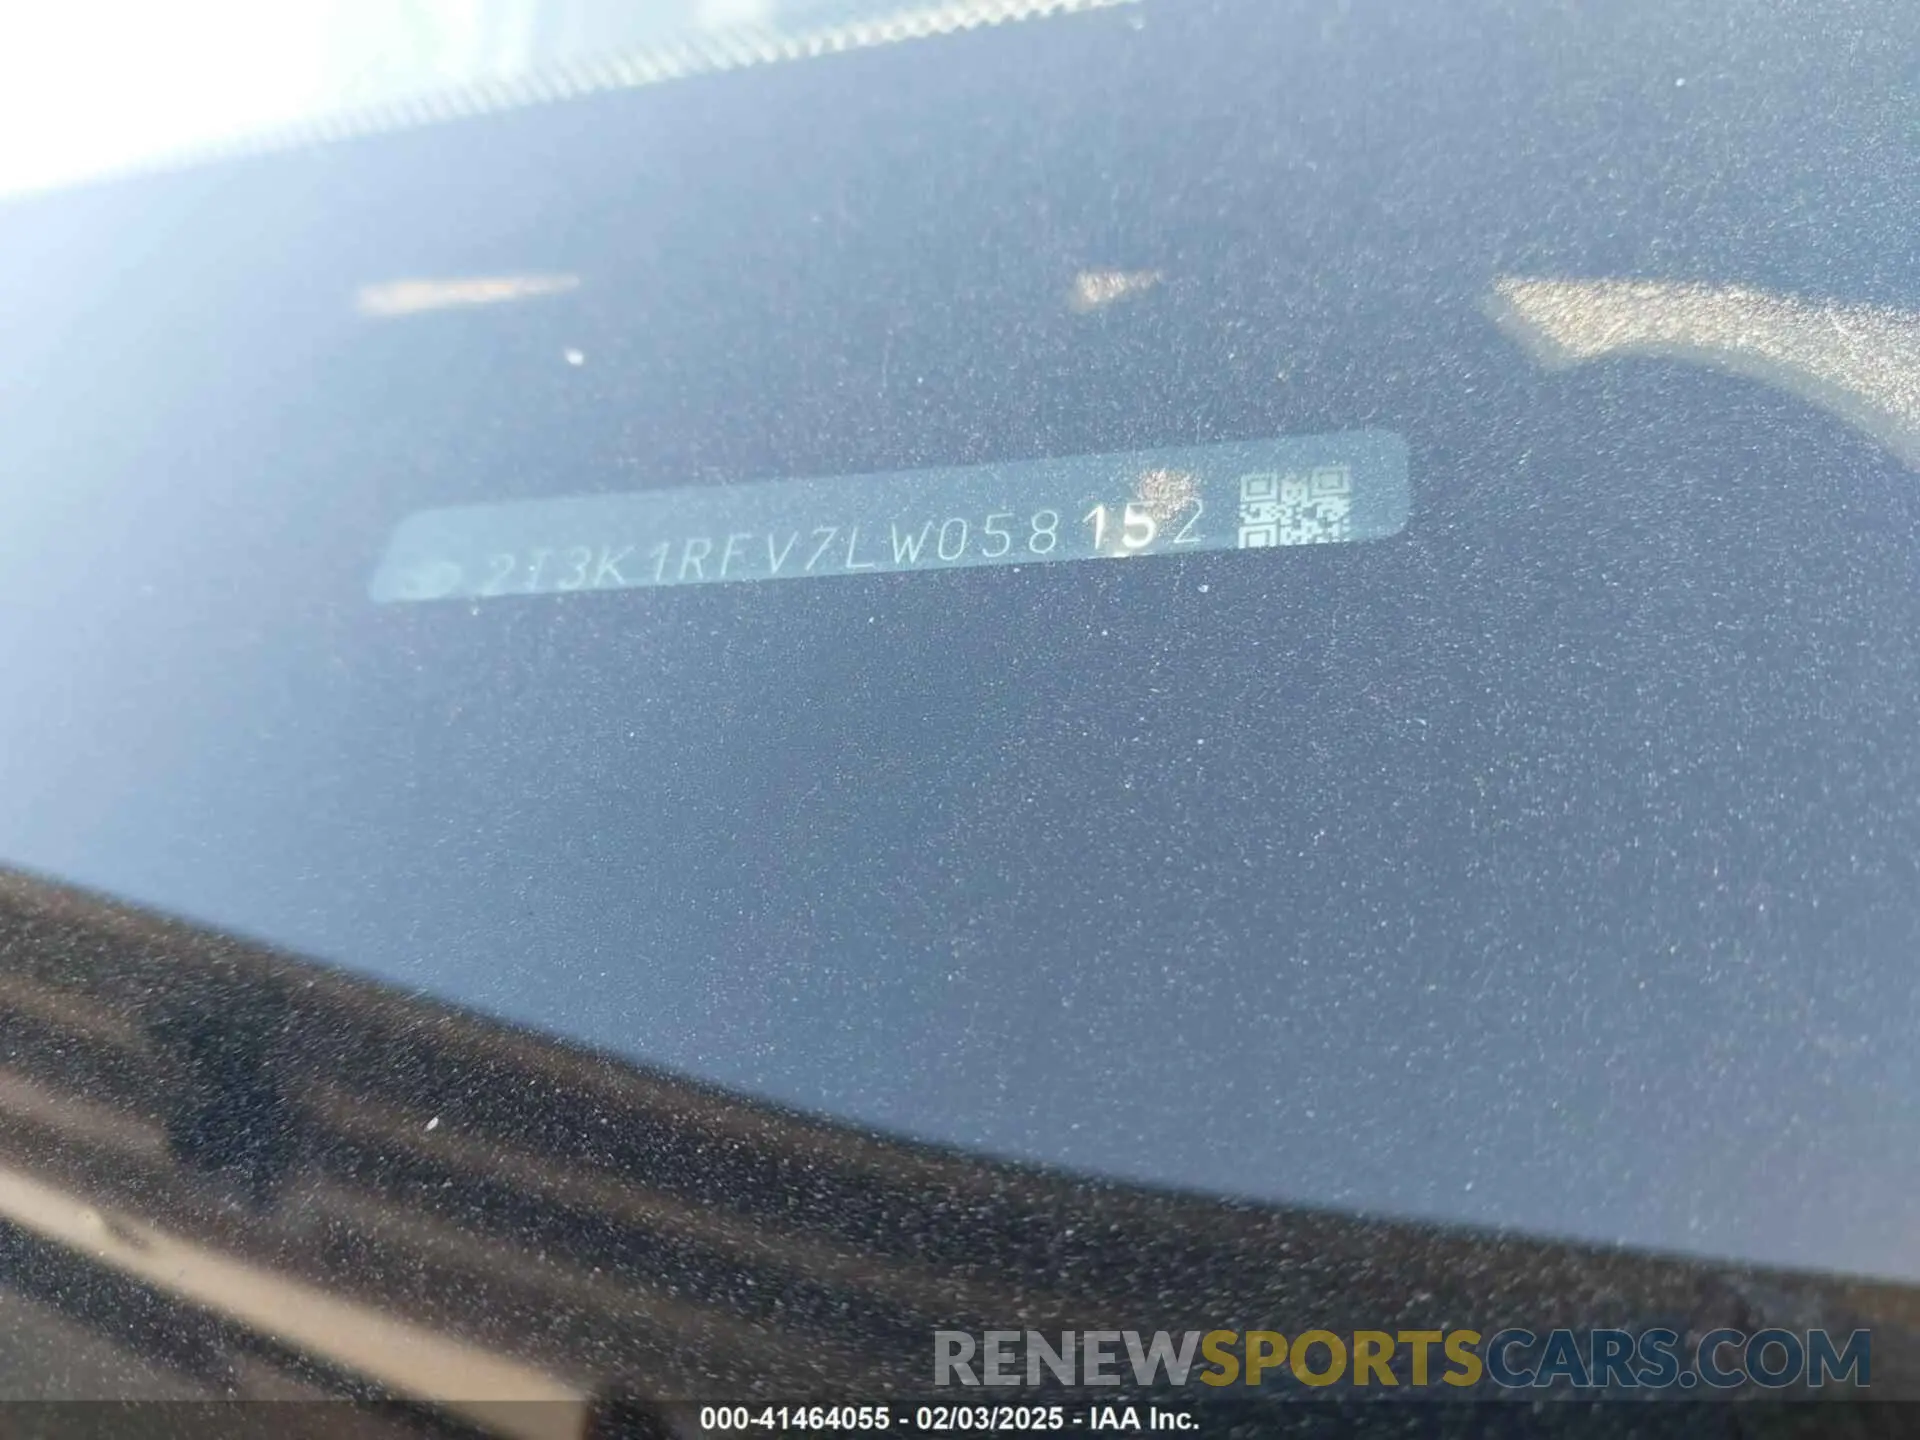 2T3K1RFV7LW058152
RENEWSPORTSCARS.COM
000-41464055 - 02/03/2025 - IAA Inc.